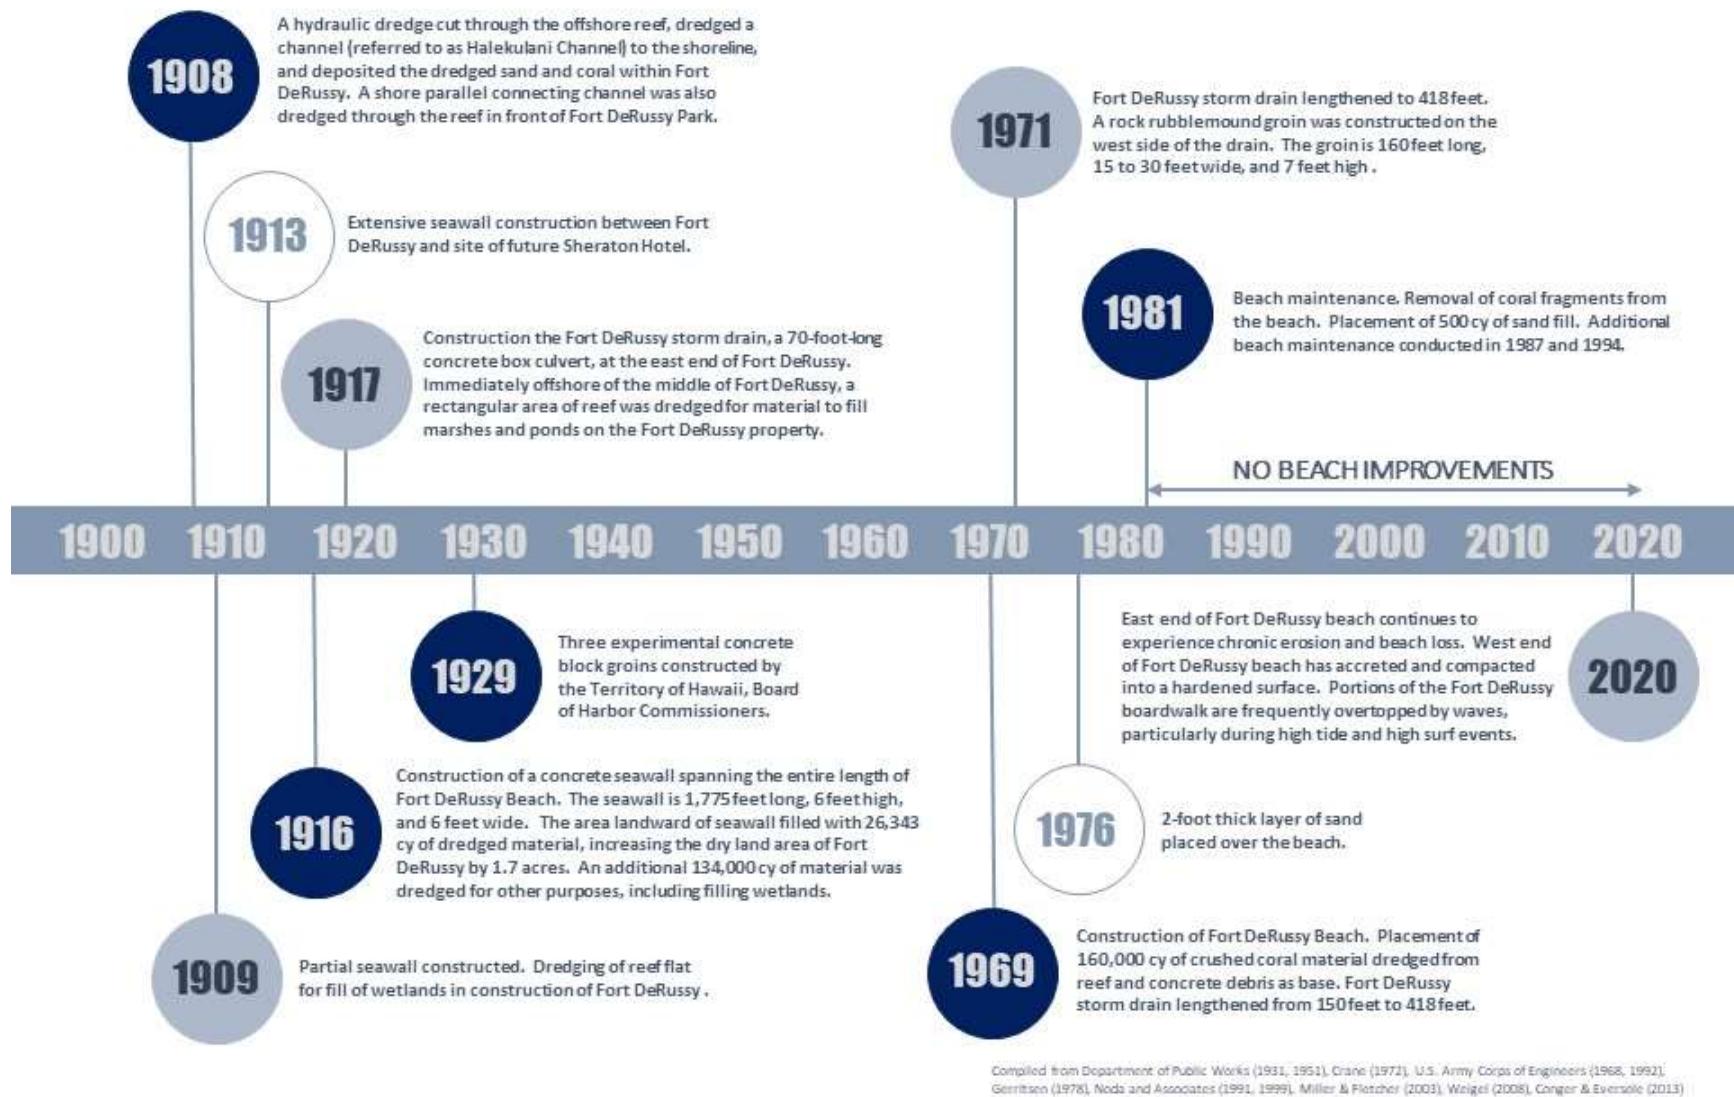 1908
A hydraulic dredge cut through the offshore reef, dredged a
channel (referred to as Halekulani Channel) to the shoreline,
and deposited the dredged sand and coral within Fort
DeRussy. A shore parallel connecting channel was also
dredged through the reef in front of Fort DeRussy Park.
1913
Extensive seawall construction between Fort
DeRussy and site of future Sheraton Hotel.
1917
Construction the Fort DeRussy storm drain, a 70-foot-long
concrete box culvert, at the east end of Fort DeRussy.
Immediately offshore of the middle of Fort DeRussy, a
rectangular area of reef was dredged for material to fill
marshes and ponds on the Fort DeRussy property.
1971
Fort DeRussy storm drain lengthened to 418 feet.
A rock rubblemound groin was constructed on the
west side of the drain. The groin is 160 feet long,
15 to 30 feet wide, and 7 feet high .
1981
Beach maintenance. Removal of coral fragments from
the beach. Placement of 500 cy of sand fill. Additional
beach maintenance conducted in 1987 and 1994.
NO BEACH IMPROVEMENTS
1900 1910 1920 1930 1940 1950 1960 1970 1980 1990 2000 2010 2020
1929
Three experimental concrete
block groins constructed by
the Territory of Hawaii, Board
of Harbor Commissioners.
1916
Construction of a concrete seawall spanning the entire length of
Fort DeRussy Beach. The seawall is 1,775 feet long, 6 feet high,
and 6 feet wide. The area landward of seawall filled with 26,343
cy of dredged material, increasing the dry land area of Fort
DeRussy by 1.7 acres. An additional 134,000 cy of material was
dredged for other purposes, including filling wetlands.
1909
Partial seawall constructed. Dredging of reef flat
for fill of wetlands in construction of Fort DeRussy .
East end of Fort DeRussy beach continues to
experience chronic erosion and beach loss. West end
of Fort DeRussy beach has accreted and compacted
into a hardened surface. Portions of the Fort DeRussy
boardwalk are frequently overtopped by waves,
particularly during high tide and high surf events.
2020
1976
2-foot thick layer of sand
placed over the beach.
1969
Construction of Fort DeRussy Beach. Placement of
160,000 cy of crushed coral material dredged from
reef and concrete debris as base. Fort DeRussy
storm drain lengthened from 150 feet to 418 feet.
Compiled from Department of Public Works (1931, 1951), Crane (1972), U.S. Army Corps of Engineers (1968, 1992),
Gerritsen (1978), Noda and Associates (1991, 1999), Miller & Fletcher (2003), Weigel (2008), Conger & Eversole (2013)